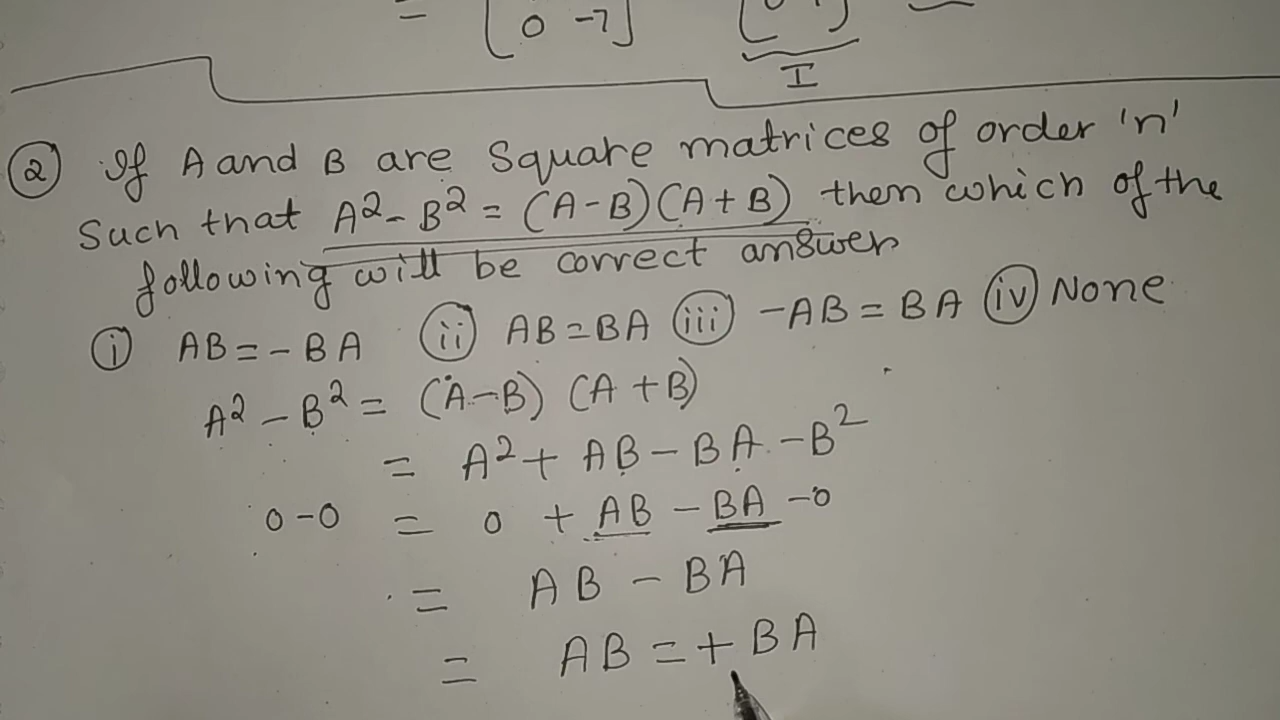 = [ 0 -7 ]
I
② If A and B are Square matrices of order 'n'
Such that A² - B² = (A - B) (A + B) then which of the
following will be correct answer
(i) AB = - BA (ii) AB = BA (iii) - AB = BA (iv) None
A² - B² = (A - B) (A + B)
= A² + AB - BA - B²
0 - 0 = 0 + AB - BA - 0
= AB - BA
= AB = + BA